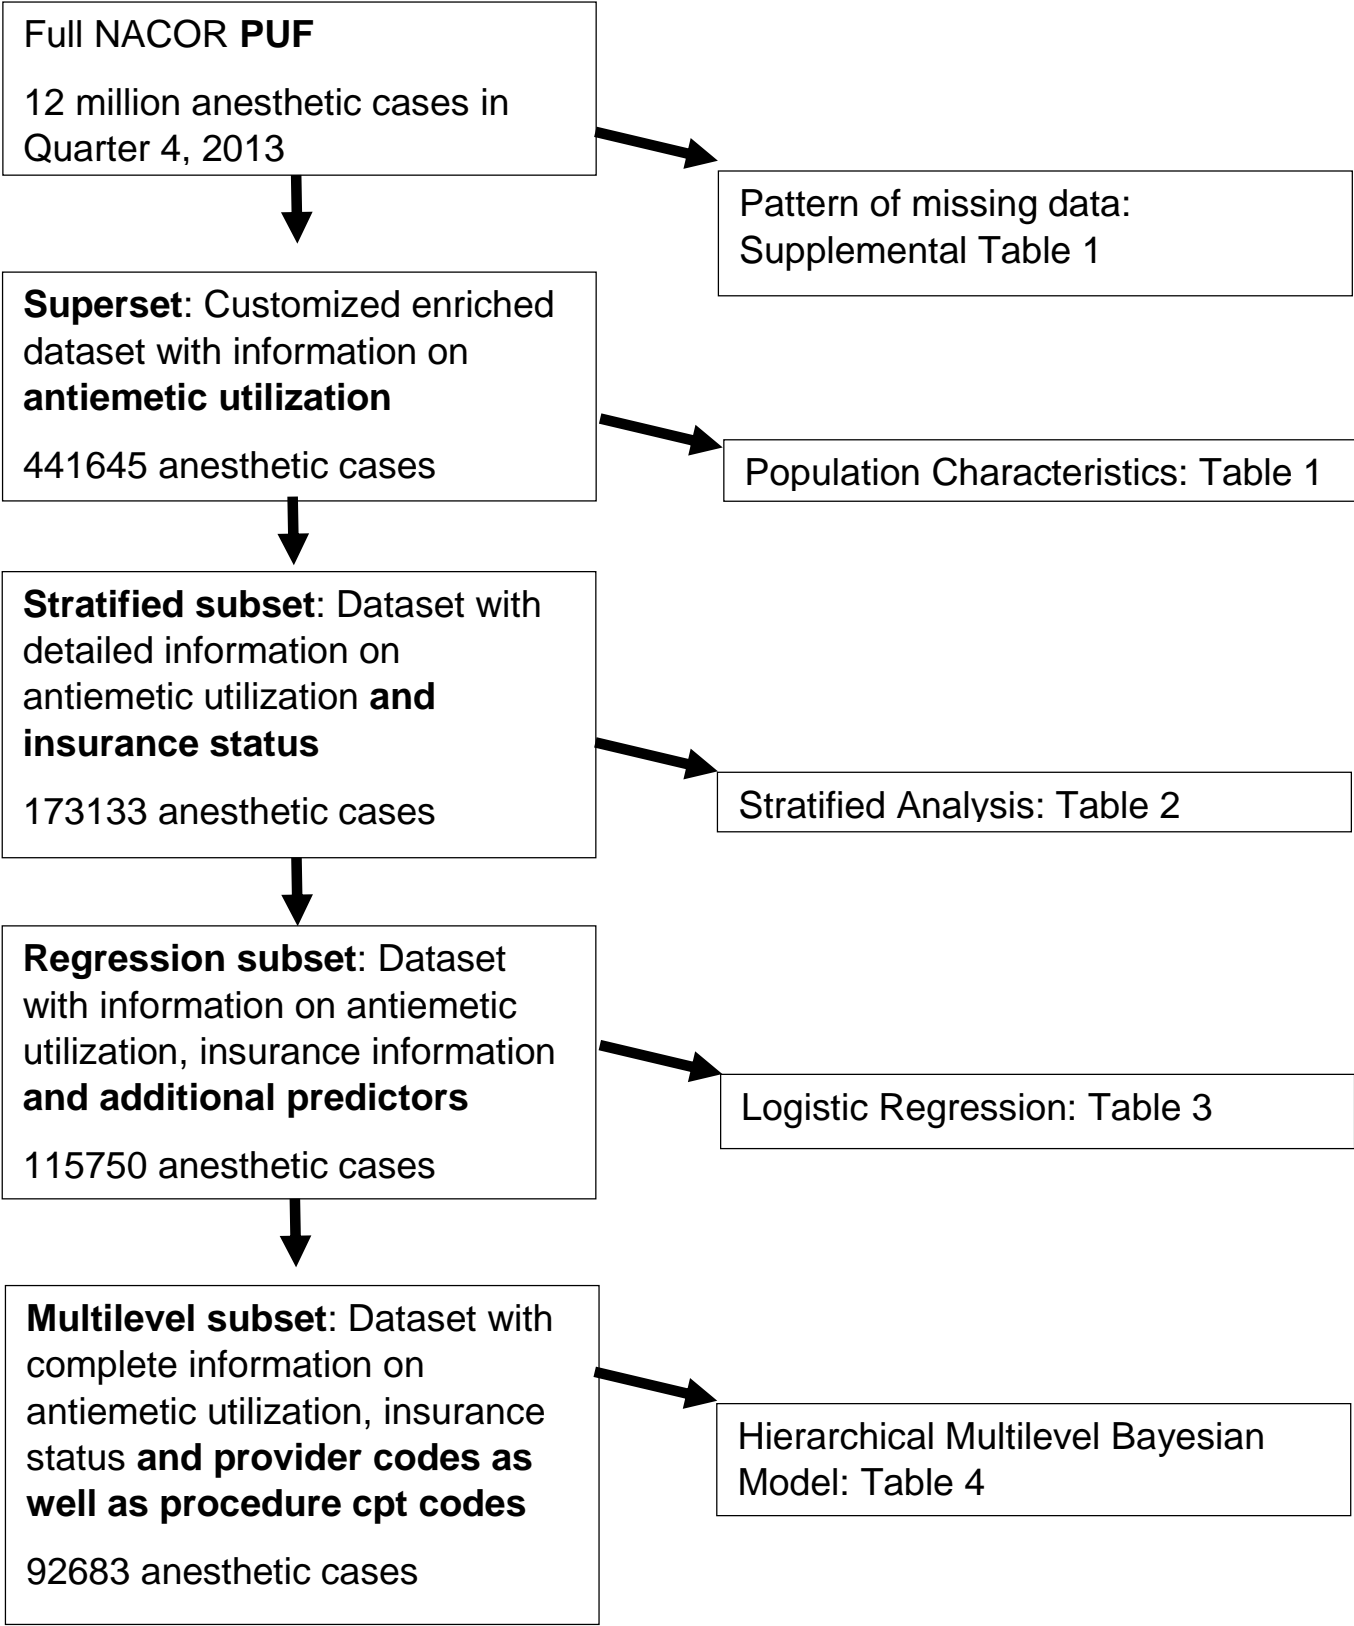 Full NACOR PUF
12 million anesthetic cases in
Quarter 4, 2013
Pattern of missing data:
Supplemental Table 1
Superset: Customized enriched
dataset with information on
antiemetic utilization
441645 anesthetic cases
Population Characteristics: Table 1
Stratified subset: Dataset with
detailed information on
antiemetic utilization and
insurance status
173133 anesthetic cases
Stratified Analysis: Table 2
Regression subset: Dataset
with information on antiemetic
utilization, insurance information
and additional predictors
115750 anesthetic cases
Logistic Regression: Table 3
Multilevel subset: Dataset with
complete information on
antiemetic utilization, insurance
status and provider codes as
well as procedure cpt codes
92683 anesthetic cases
Hierarchical Multilevel Bayesian
Model: Table 4